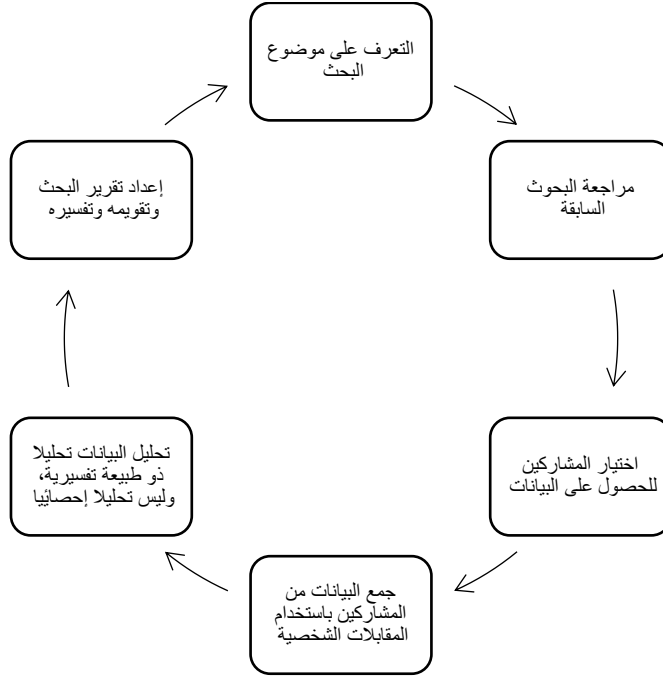 التعرف على موضوع
البحث
مراجعة البحوث
السابقة
اختيار المشاركين
للحصول على البيانات
جمع البيانات من
المشاركين باستخدام
المقابلات الشخصية
تحليل البيانات تحليلا
ذو طبيعة تفسيرية،
وليس تحليلا إحصائيا
إعداد تقرير البحث
وتقويمه وتفسيره